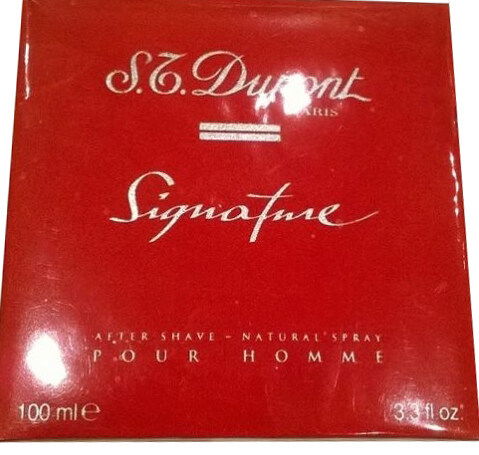 S.T. Dupont
PARIS
Signature
AFTER SHAVE - NATURAL SPRAY
POUR HOMME
100 ml ℮
3.3 fl oz